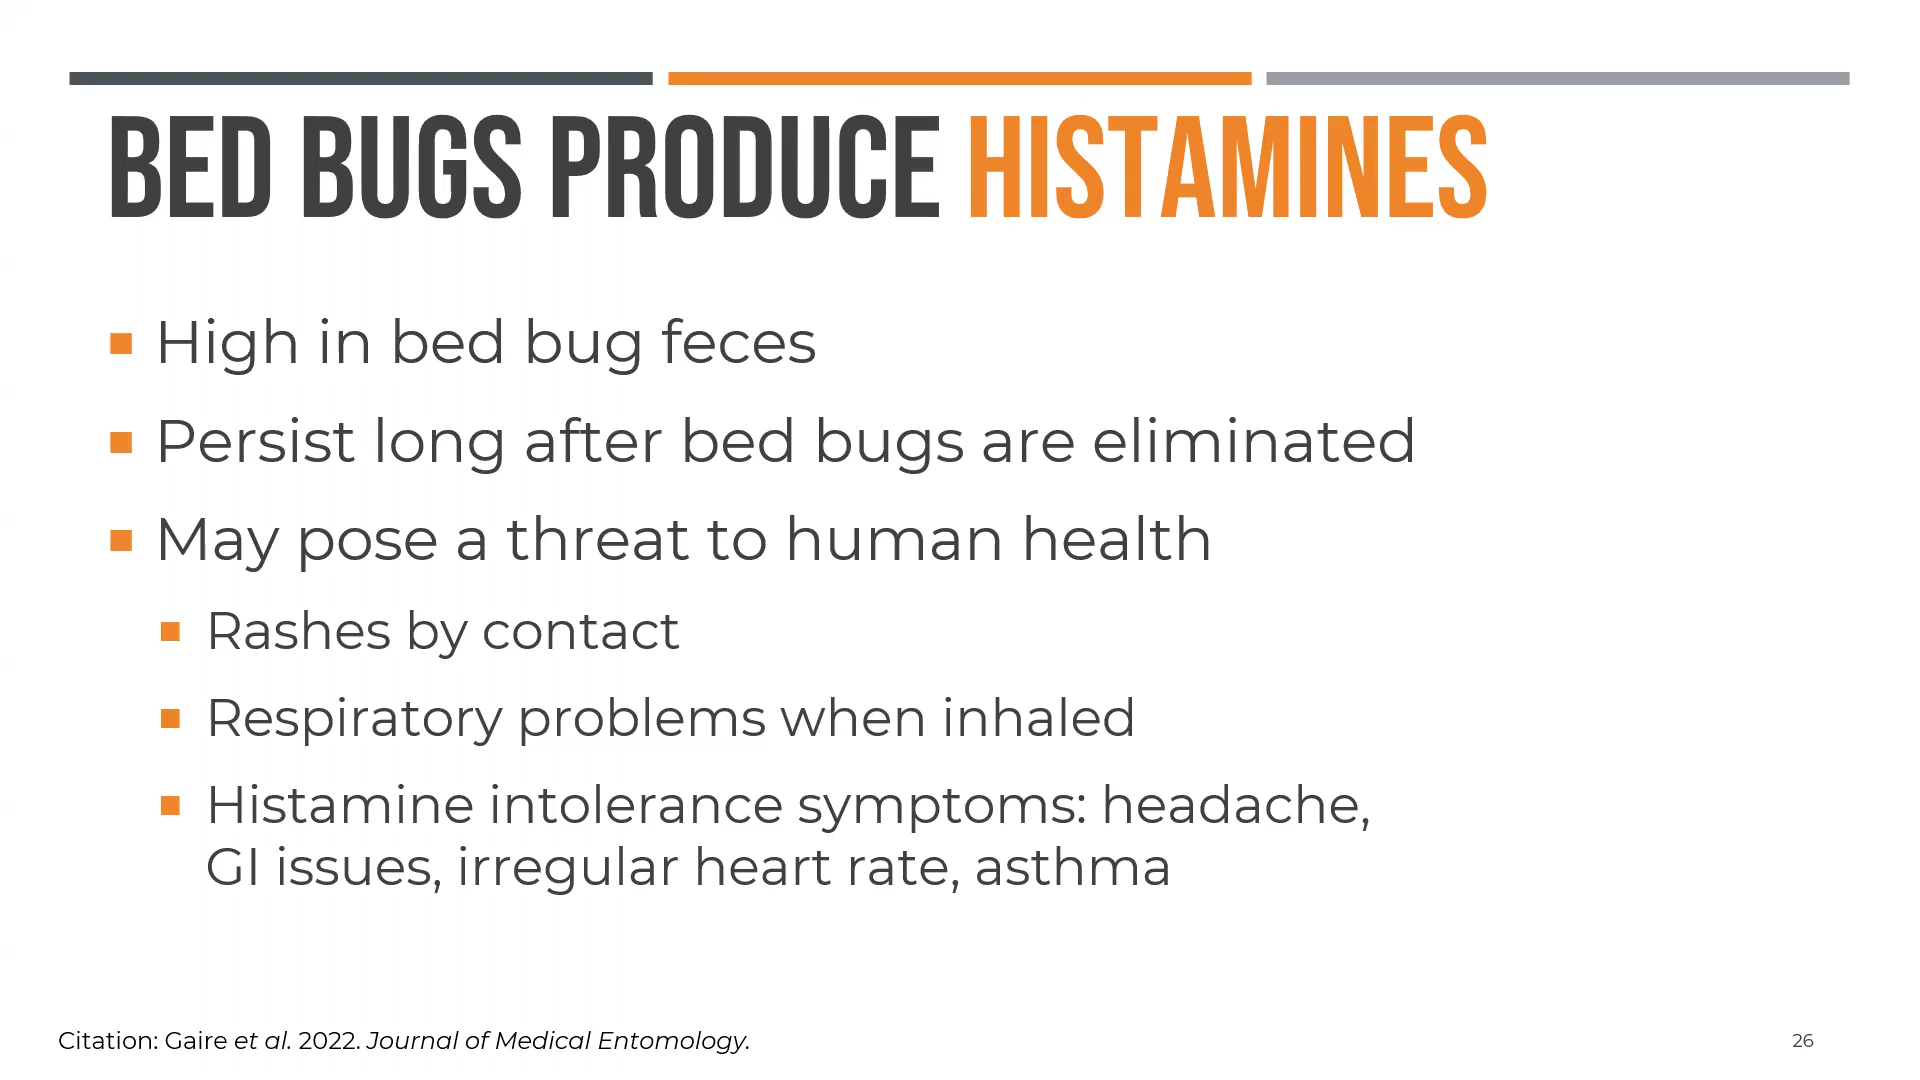 BED BUGS PRODUCE HISTAMINES
High in bed bug feces
Persist long after bed bugs are eliminated
May pose a threat to human health
Rashes by contact
Respiratory problems when inhaled
Histamine intolerance symptoms: headache,
GI issues, irregular heart rate, asthma
Citation: Gaire et al. 2022. Journal of Medical Entomology.
26